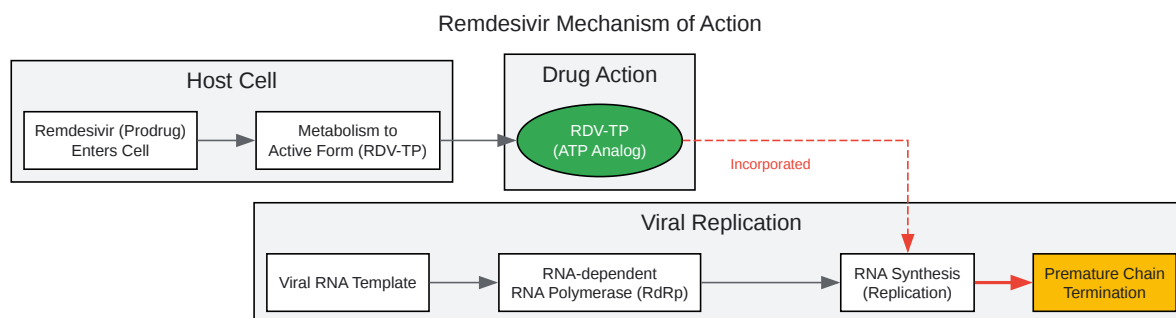 Remdesivir Mechanism of Action
Host Cell
Drug Action
Remdesivir (Prodrug)
Enters Cell
Metabolism to
Active Form (RDV-TP)
RDV-TP
(ATP Analog)
Incorporated
Viral Replication
Viral RNA Template
RNA-dependent
RNA Polymerase (RdRp)
RNA Synthesis
(Replication)
Premature Chain
Termination